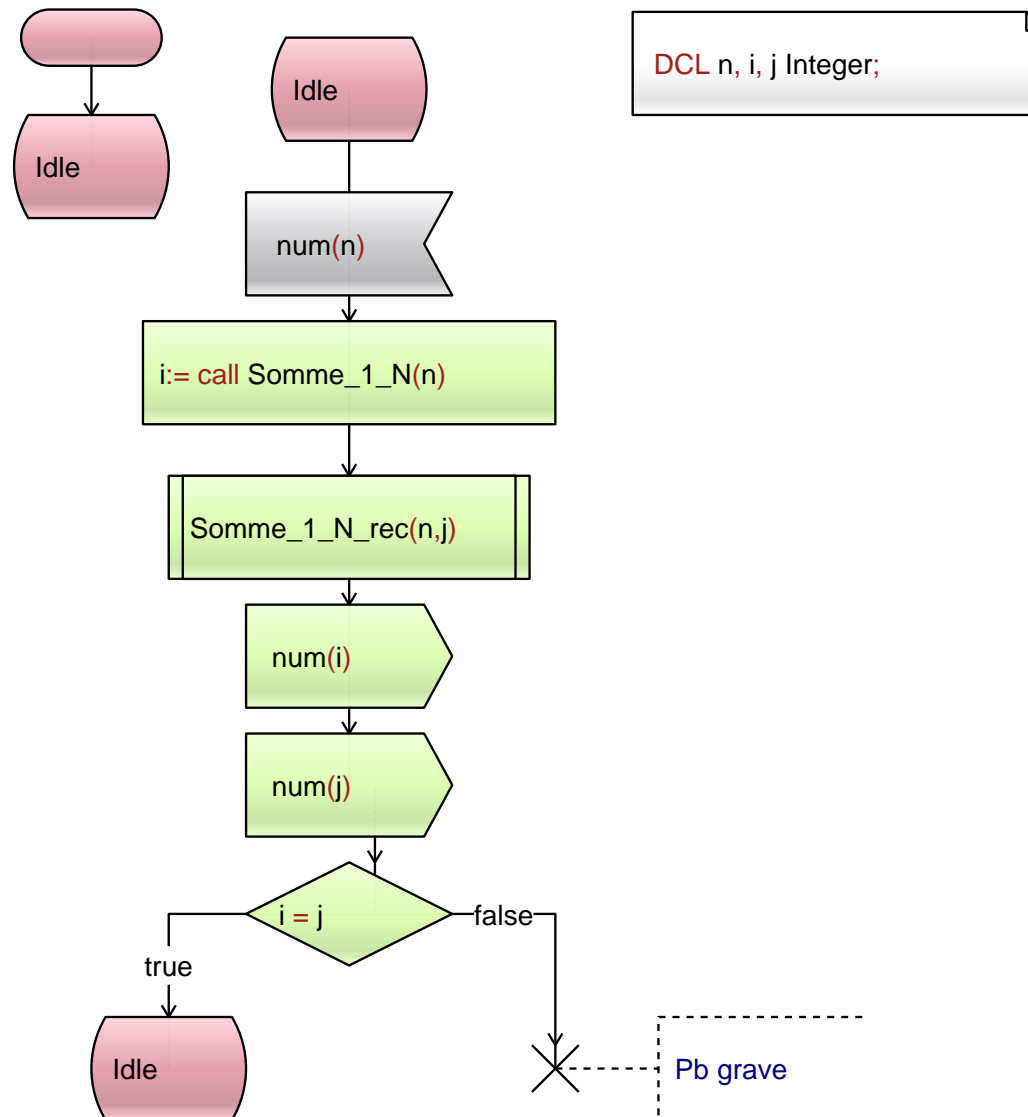 Idle
Idle
DCL n, i, j Integer;
num(n)
i:= call Somme_1_N(n)
Somme_1_N_rec(n,j)
num(i)
num(j)
i = j
false
true
Idle
Pb grave